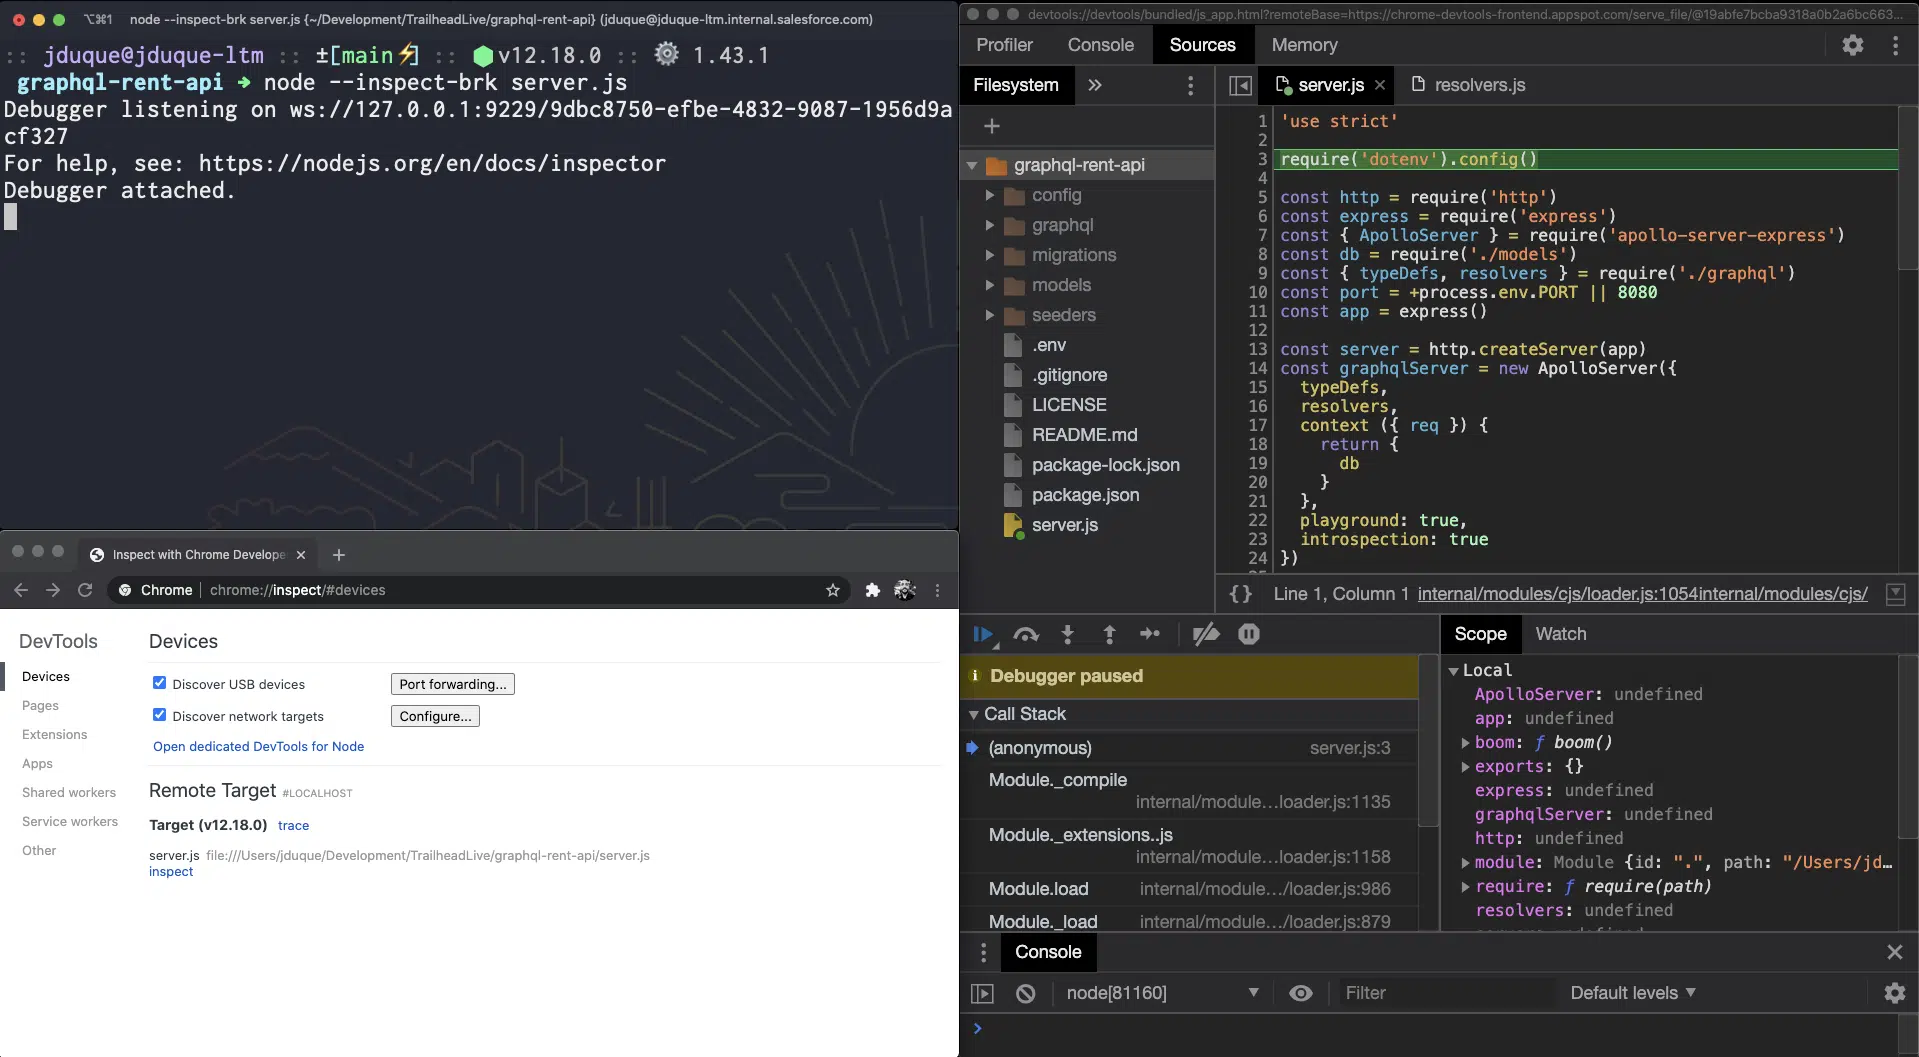 ⌥⌘1 node --inspect-brk server.js {~/Development/TrailheadLive/graphql-rent-api} (jduque@jduque-ltm.internal.salesforce.com)
:: jduque@jduque-ltm :: ±[main⚡] :: ⬢v12.18.0 :: ⚙ 1.43.1
graphql-rent-api ➜ node --inspect-brk server.js
Debugger listening on ws://127.0.0.1:9229/9dbc8750-efbe-4832-9087-1956d9a
cf327
For help, see: https://nodejs.org/en/docs/inspector
Debugger attached.
Inspect with Chrome Develope
Chrome | chrome://inspect/#devices
DevTools
Devices
Pages
Extensions
Apps
Shared workers
Service workers
Other
Devices
Discover USB devices Port forwarding...
Discover network targets Configure...
Open dedicated DevTools for Node
Remote Target #LOCALHOST
Target (v12.18.0) trace
server.js file:///Users/jduque/Development/TrailheadLive/graphql-rent-api/server.js
inspect
devtools://devtools/bundled/js_app.html?remoteBase=https://chrome-devtools-frontend.appspot.com/serve_file/@19abfe7bcba9318a0b2a6bc663...
Profiler Console Sources Memory
Filesystem »
graphql-rent-api
config
graphql
migrations
models
seeders
.env
.gitignore
LICENSE
README.md
package-lock.json
package.json
server.js
server.js × resolvers.js
1 'use strict'
2
3 require('dotenv').config()
4
5 const http = require('http')
6 const express = require('express')
7 const { ApolloServer } = require('apollo-server-express')
8 const db = require('./models')
9 const { typeDefs, resolvers } = require('./graphql')
10 const port = +process.env.PORT || 8080
11 const app = express()
12
13 const server = http.createServer(app)
14 const graphqlServer = new ApolloServer({
15 typeDefs,
16 resolvers,
17 context ({ req }) {
18 return {
19 db
20 }
21 },
22 playground: true,
23 introspection: true
24 })
{} Line 1, Column 1 internal/modules/cjs/loader.js:1054internal/modules/cjs/
Debugger paused
Call Stack
(anonymous) server.js:3
Module._compile
internal/module…loader.js:1135
Module._extensions..js
internal/module…loader.js:1158
Module.load internal/module…/loader.js:986
Module._load internal/module…/loader.js:879
Scope Watch
Local
ApolloServer: undefined
app: undefined
boom: ƒ boom()
exports: {}
express: undefined
graphqlServer: undefined
http: undefined
module: Module {id: ".", path: "/Users/jd…
require: ƒ require(path)
resolvers: undefined
Console
node[81160] Filter Default levels